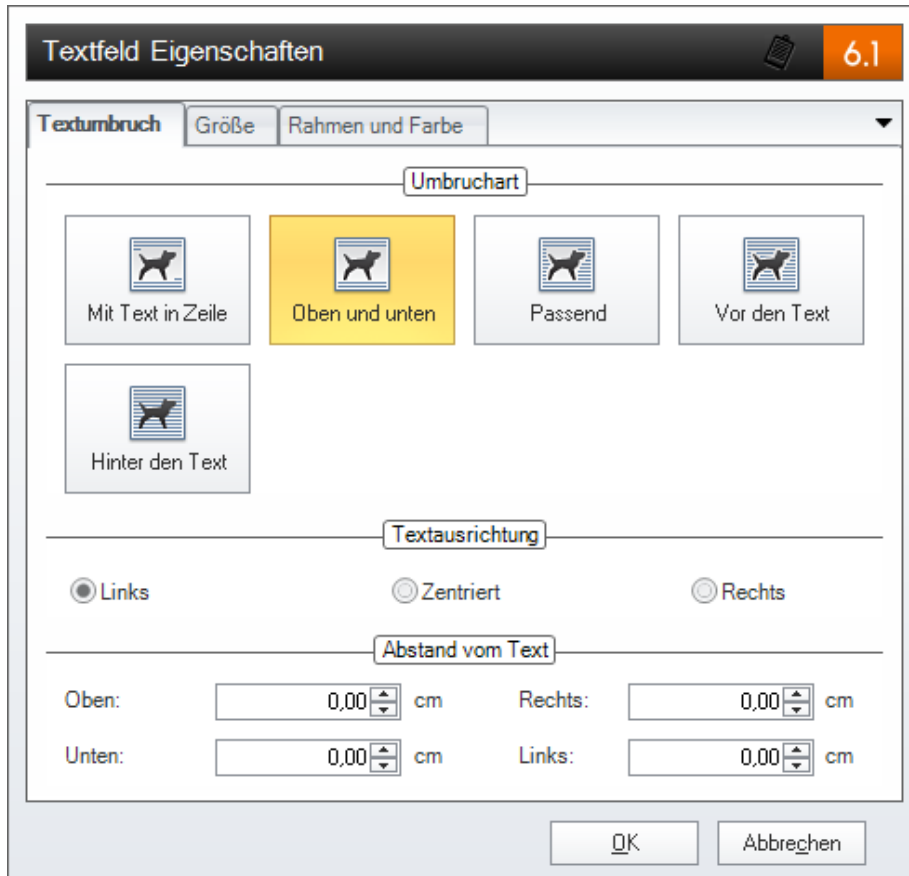 Textfeld Eigenschaften 6.1
Textumbruch Größe Rahmen und Farbe
Umbruchart
Mit Text in Zeile Oben und unten Passend Vor den Text
Hinter den Text
Textausrichtung
Links Zentriert Rechts
Abstand vom Text
Oben: 0,00 cm Rechts: 0,00 cm
Unten: 0,00 cm Links: 0,00 cm
OK Abbrechen